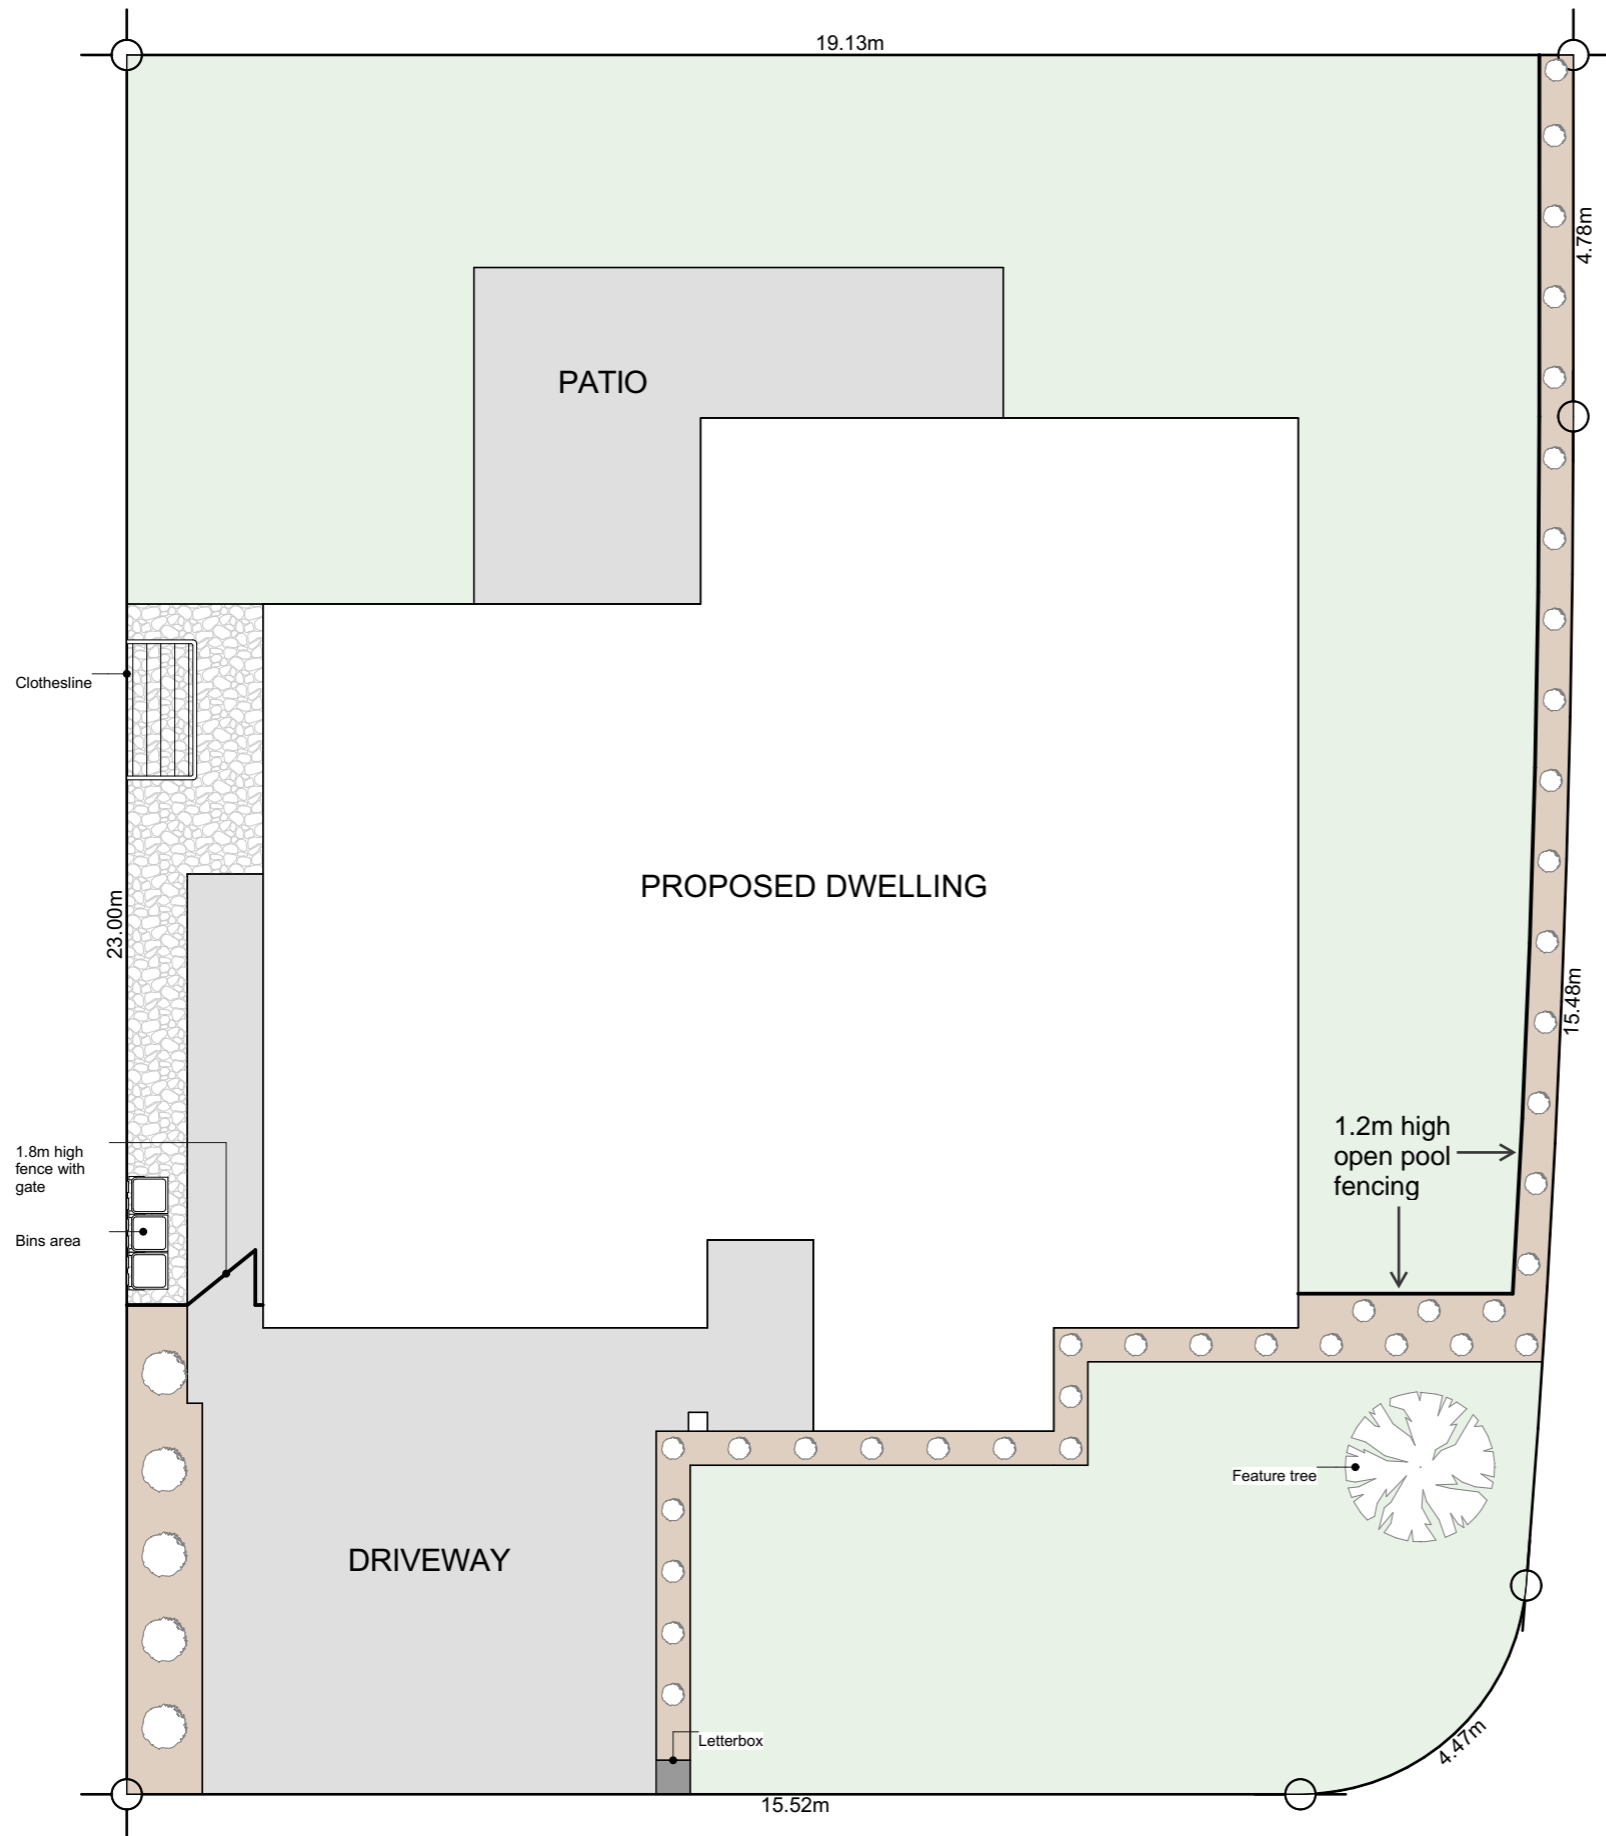 19.13m
4.78m
PATIO
Clothesline
PROPOSED DWELLING
23.00m
15.48m
1.2m high
open pool
fencing
1.8m high
fence with
gate
Bins area
Feature tree
DRIVEWAY
Letterbox
4.47m
15.52m